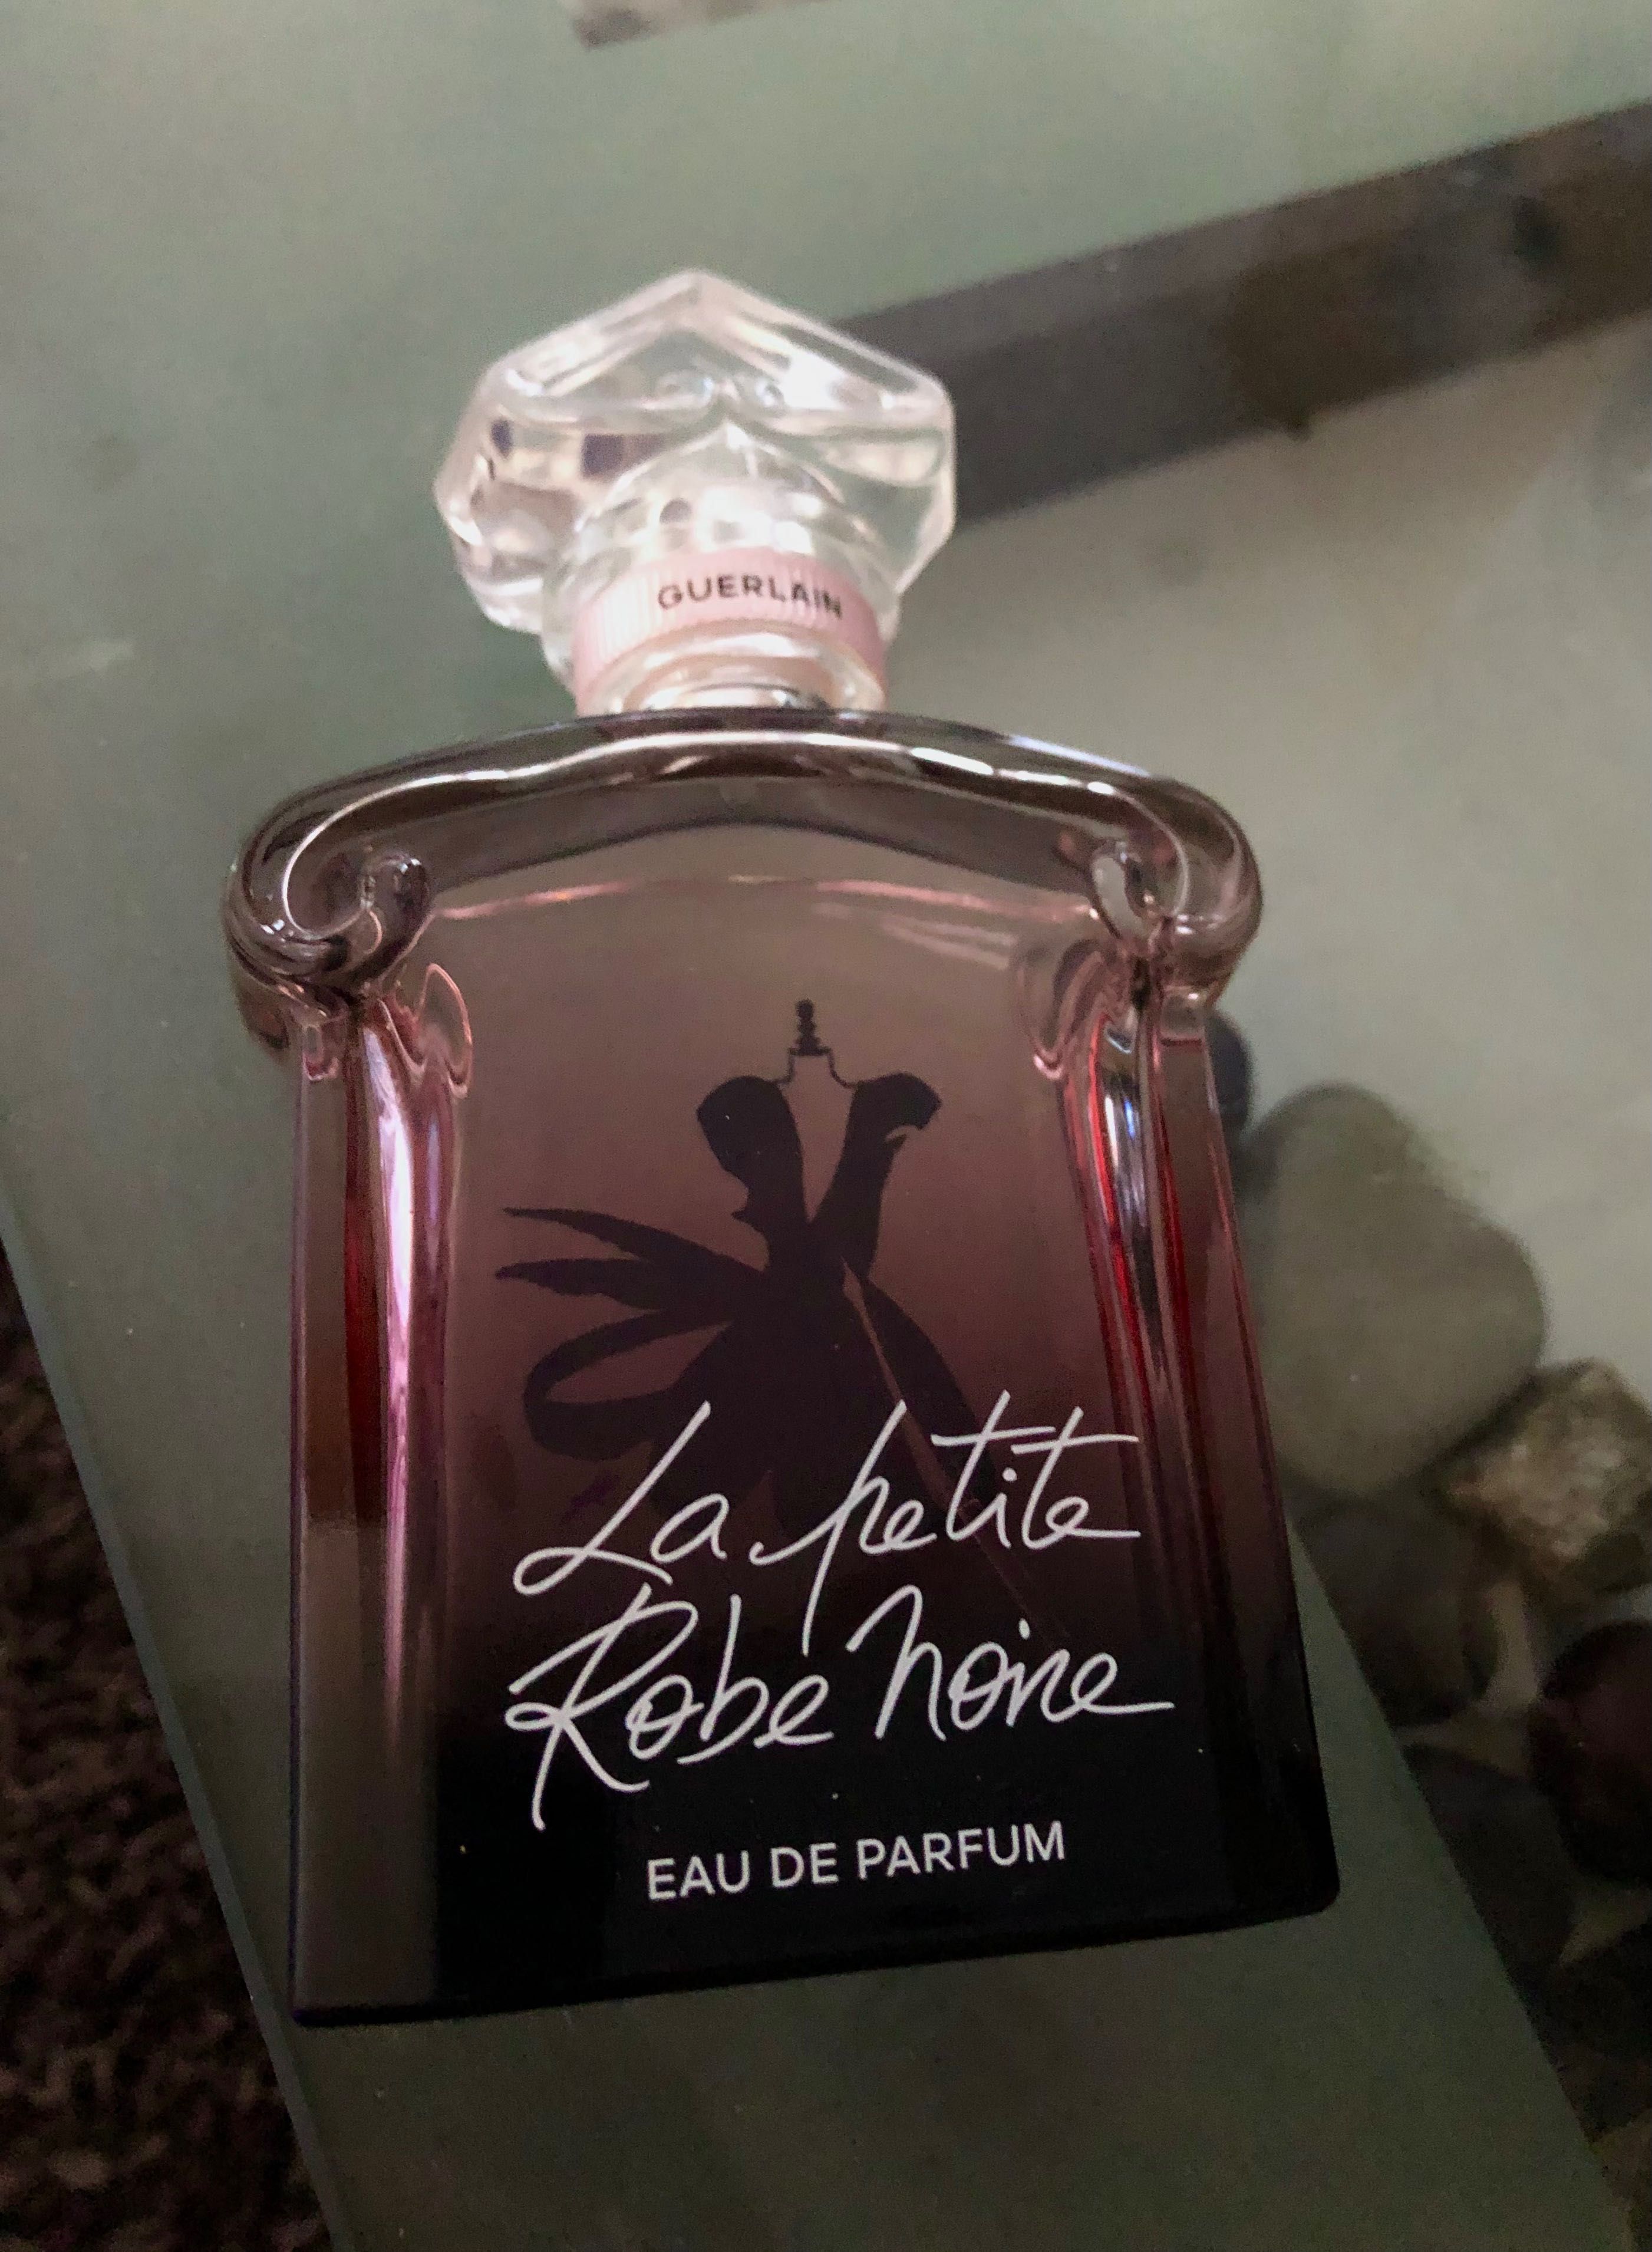 GUERLAIN
La petite
Robe noire
EAU DE PARFUM